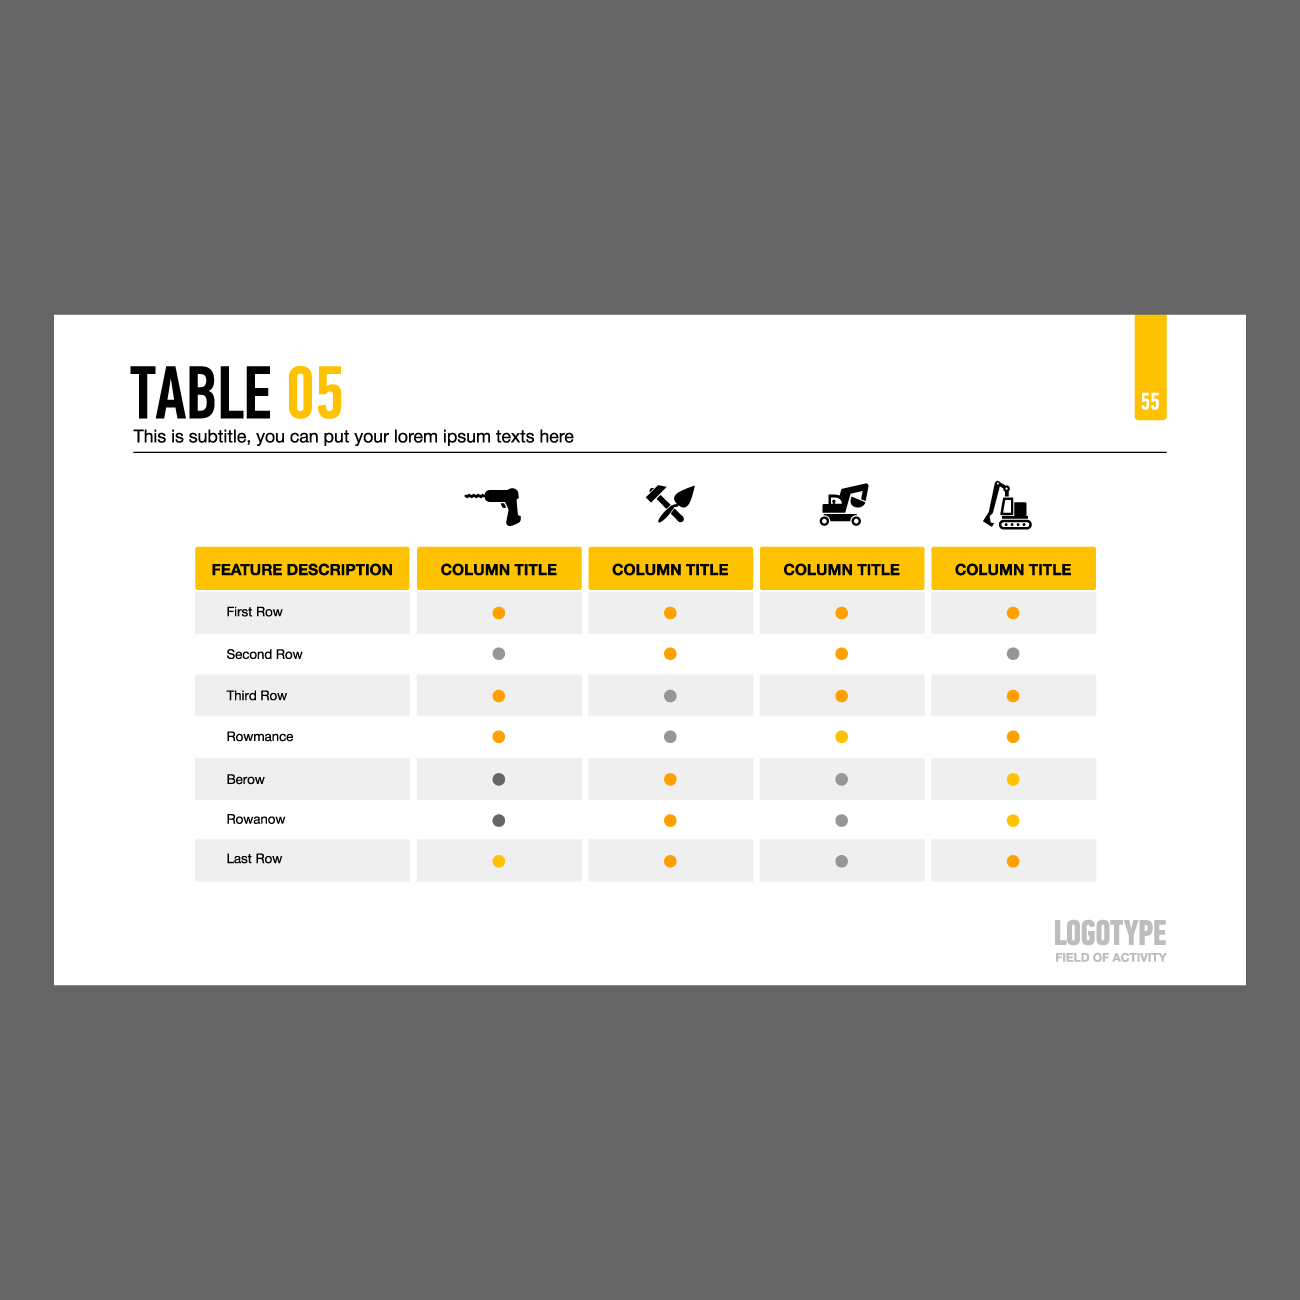 TABLE 05
55
This is subtitle, you can put your lorem ipsum texts here
FEATURE DESCRIPTION COLUMN TITLE COLUMN TITLE COLUMN TITLE COLUMN TITLE
First Row
Second Row
Third Row
Rowmance
Berow
Rowanow
Last Row
LOGOTYPE
FIELD OF ACTIVITY